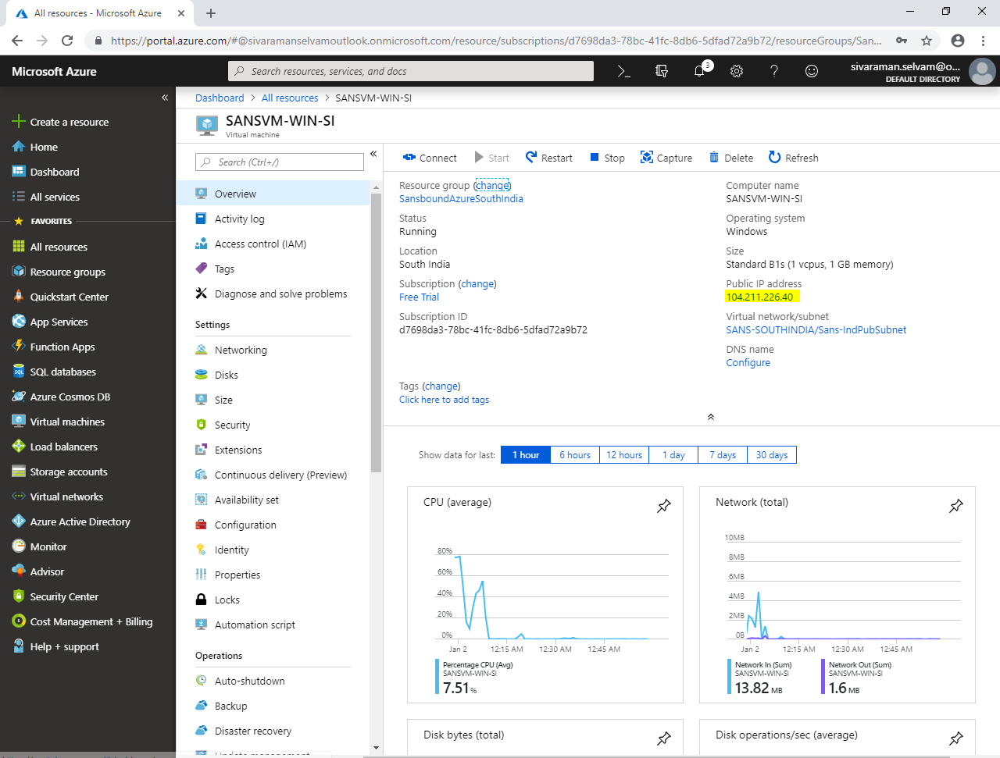 All resources - Microsoft Azure
https://portal.azure.com/#@sivaramanselvamoutlook.onmicrosoft.com/resource/subscriptions/d7698da3-78bc-41fc-8db6-5dfad72a9b72/resourceGroups/San...
Microsoft Azure
Search resources, services, and docs
3
sivaraman.selvam@o...
DEFAULT DIRECTORY
Create a resource
Home
Dashboard
All services
FAVORITES
All resources
Resource groups
Quickstart Center
App Services
Function Apps
SQL databases
Azure Cosmos DB
Virtual machines
Load balancers
Storage accounts
Virtual networks
Azure Active Directory
Monitor
Advisor
Security Center
Cost Management + Billing
Help + support
Dashboard > All resources > SANSVM-WIN-SI
SANSVM-WIN-SI
Virtual machine
Search (Ctrl+/)
Overview
Activity log
Access control (IAM)
Tags
Diagnose and solve problems
Settings
Networking
Disks
Size
Security
Extensions
Continuous delivery (Preview)
Availability set
Configuration
Identity
Properties
Locks
Automation script
Operations
Auto-shutdown
Backup
Disaster recovery
Update management
Connect Start Restart Stop Capture Delete Refresh
Resource group (change)
SansboundAzureSouthIndia
Status
Running
Location
South India
Subscription (change)
Free Trial
Subscription ID
d7698da3-78bc-41fc-8db6-5dfad72a9b72
Computer name
SANSVM-WIN-SI
Operating system
Windows
Size
Standard B1s (1 vcpus, 1 GB memory)
Public IP address
104.211.226.40
Virtual network/subnet
SANS-SOUTHINDIA/Sans-IndPubSubnet
DNS name
Configure
Tags (change)
Click here to add tags
Show data for last: 1 hour 6 hours 12 hours 1 day 7 days 30 days
CPU (average)
80%
60%
40%
20%
0%
Jan 2 12:15 AM 12:30 AM 12:45 AM
Percentage CPU (Avg)
SANSVM-WIN-SI
7.51 %
Network (total)
10MB
8MB
6MB
4MB
2MB
0B
Jan 2 12:15 AM 12:30 AM 12:45 AM
Network In (Sum)
SANSVM-WIN-SI
13.82 MB
Network Out (Sum)
SANSVM-WIN-SI
1.6 MB
Disk bytes (total)
Disk operations/sec (average)